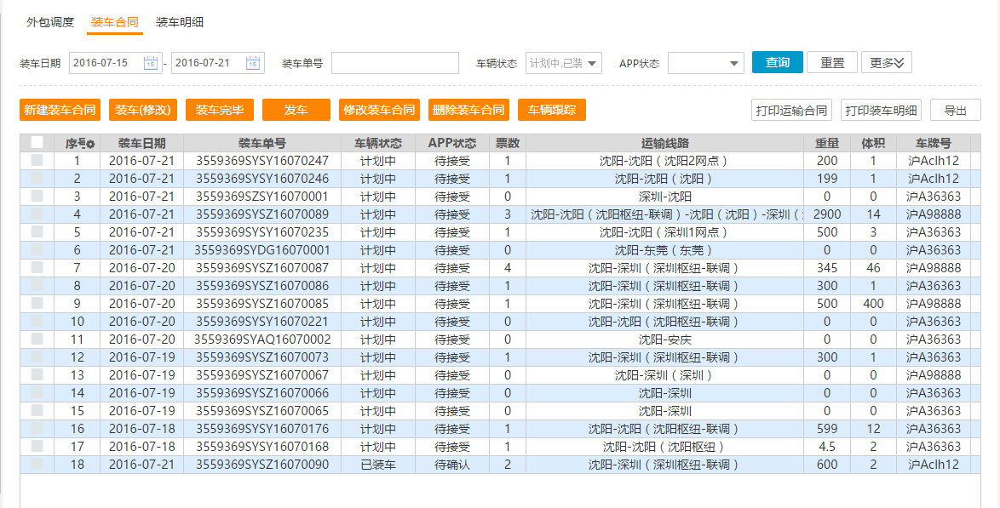 外包调度 装车合同 装车明细
装车日期 2016-07-15 - 2016-07-21 装车单号 车辆状态 计划中,已装 APP状态 查询 重置 更多
新建装车合同 装车(修改) 装车完毕 发车 修改装车合同 删除装车合同 车辆跟踪 打印运输合同 打印装车明细 导出
序号 装车日期 装车单号 车辆状态 APP状态 票数 运输线路 重量 体积 车牌号
1 2016-07-21 3559369SYSY16070247 计划中 待接受 1 沈阳-沈阳（沈阳2网点） 200 1 沪Aclh12
2 2016-07-21 3559369SYSY16070246 计划中 待接受 1 沈阳-沈阳（沈阳） 199 1 沪Aclh12
3 2016-07-21 3559369SZSY16070001 计划中 待接受 0 深圳-沈阳 0 0 沪A36363
4 2016-07-21 3559369SYSZ16070089 计划中 待接受 3 沈阳-沈阳（沈阳枢纽-联调）-沈阳（沈阳）-深圳（ 2900 14 沪A98888
5 2016-07-21 3559369SYSY16070235 计划中 待接受 1 沈阳-沈阳（深圳1网点） 500 3 沪A36363
6 2016-07-21 3559369SYDG16070001 计划中 待接受 0 沈阳-东莞（东莞） 0 0 沪A36363
7 2016-07-20 3559369SYSZ16070087 计划中 待接受 4 沈阳-深圳（深圳枢纽-联调） 345 46 沪A98888
8 2016-07-20 3559369SYSZ16070086 计划中 待接受 1 沈阳-深圳（深圳枢纽-联调） 300 1 沪A36363
9 2016-07-20 3559369SYSZ16070085 计划中 待接受 1 沈阳-深圳（深圳枢纽-联调） 500 400 沪A98888
10 2016-07-20 3559369SYSY16070221 计划中 待接受 0 沈阳-沈阳（沈阳枢纽-联调） 0 0 沪A36363
11 2016-07-20 3559369SYAQ16070002 计划中 待接受 0 沈阳-安庆 0 0 沪A36363
12 2016-07-19 3559369SYSZ16070073 计划中 待接受 1 沈阳-深圳（深圳枢纽-联调） 300 1 沪A36363
13 2016-07-19 3559369SYSZ16070067 计划中 待接受 0 沈阳-深圳（深圳） 0 0 沪A98888
14 2016-07-19 3559369SYSZ16070066 计划中 待接受 0 沈阳-深圳 0 0 沪A36363
15 2016-07-19 3559369SYSZ16070065 计划中 待接受 0 沈阳-深圳 0 0 沪A36363
16 2016-07-18 3559369SYSY16070176 计划中 待接受 1 沈阳-沈阳（沈阳枢纽-联调） 599 12 沪A36363
17 2016-07-18 3559369SYSY16070168 计划中 待接受 1 沈阳-沈阳（沈阳枢纽） 4.5 2 沪A36363
18 2016-07-21 3559369SYSZ16070090 已装车 待确认 2 沈阳-深圳（深圳枢纽-联调） 600 2 沪Aclh12